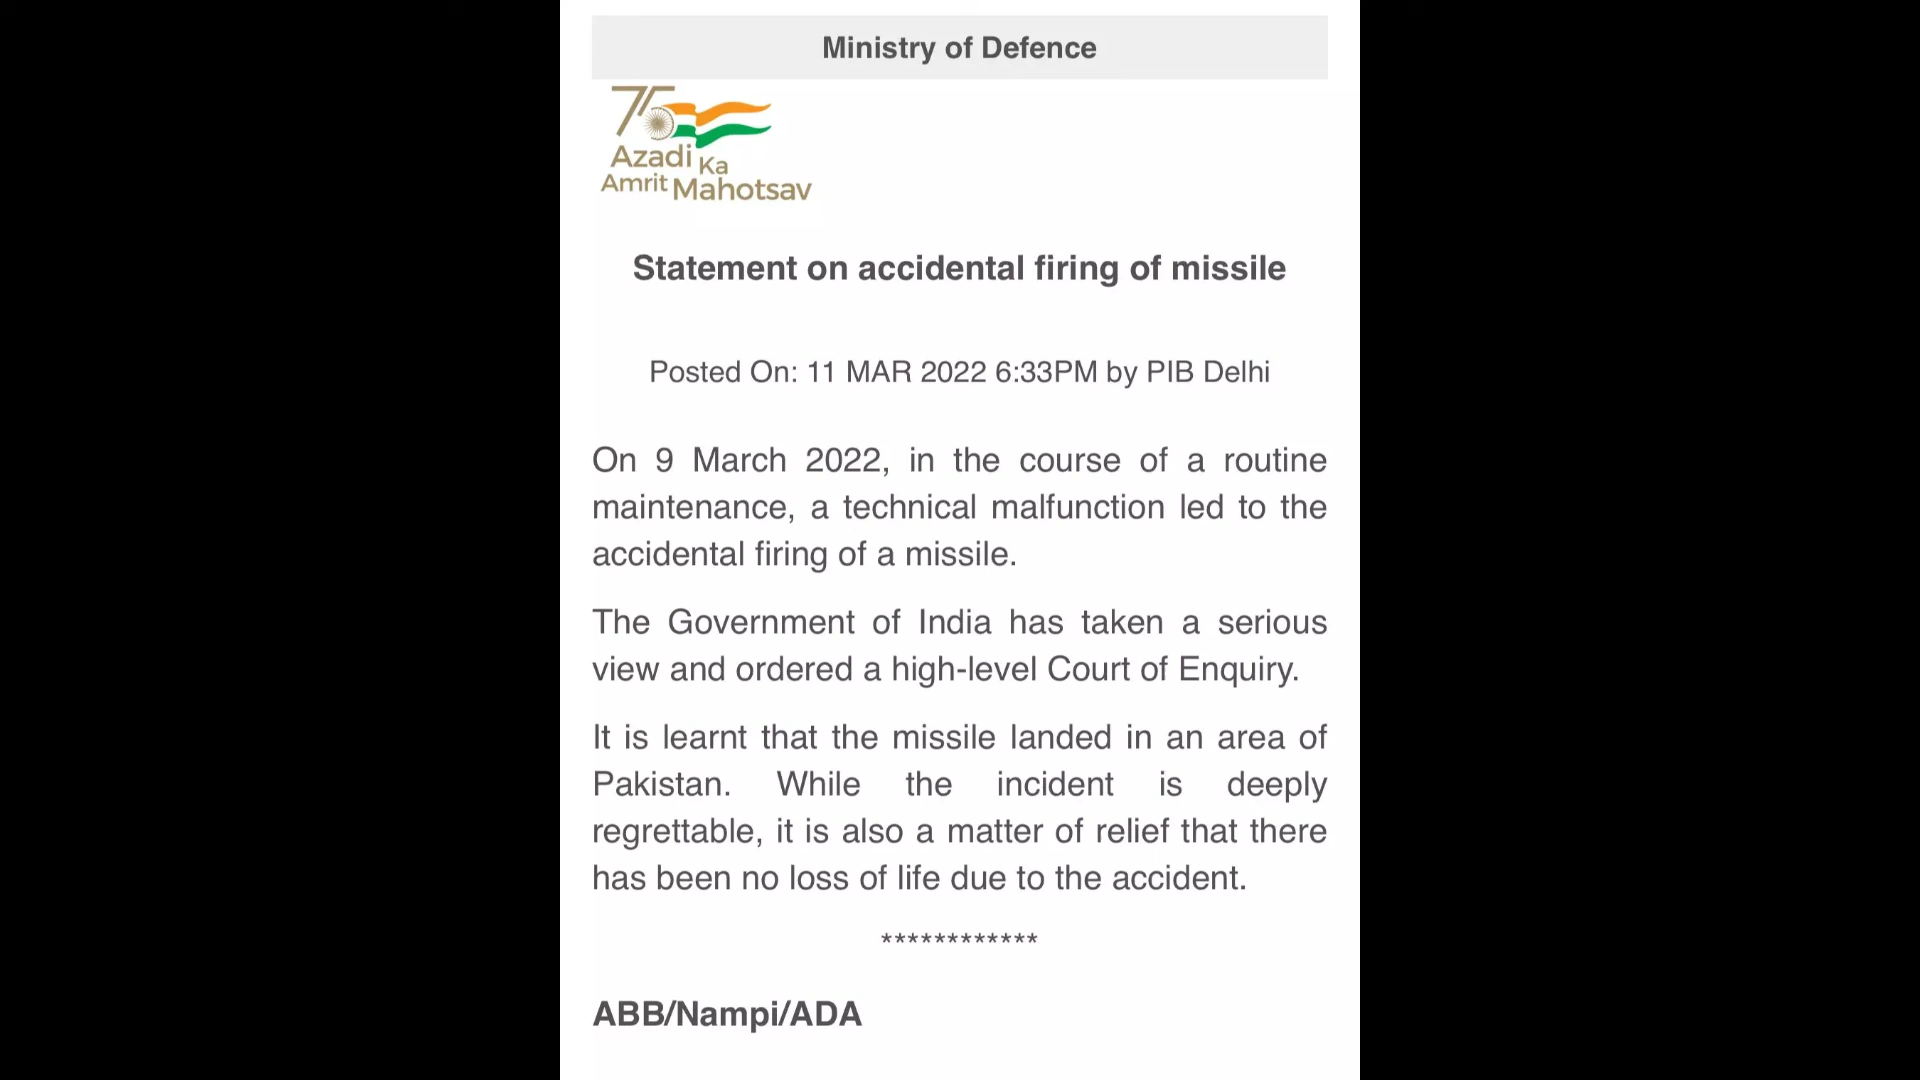 Ministry of Defence
75
Azadi Ka
Amrit Mahotsav
Statement on accidental firing of missile
Posted On: 11 MAR 2022 6:33PM by PIB Delhi
On 9 March 2022, in the course of a routine
maintenance, a technical malfunction led to the
accidental firing of a missile.
The Government of India has taken a serious
view and ordered a high-level Court of Enquiry.
It is learnt that the missile landed in an area of
Pakistan. While the incident is deeply
regrettable, it is also a matter of relief that there
has been no loss of life due to the accident.
************
ABB/Nampi/ADA